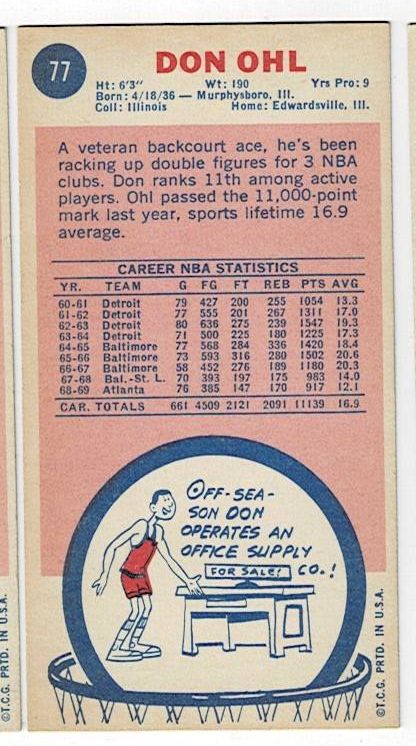 77
DON OHL
Ht: 6'3" Wt: 190 Yrs Pro: 9
Born: 4/18/36 — Murphysboro, Ill.
Coll: Illinois Home: Edwardsville, Ill.
A veteran backcourt ace, he's been
racking up double figures for 3 NBA
clubs. Don ranks 11th among active
players. Ohl passed the 11,000-point
mark last year, sports lifetime 16.9
average.
CAREER NBA STATISTICS
YR. TEAM G FG FT REB PTS AVG
60-61 Detroit 79 427 200 255 1054 13.3
61-62 Detroit 77 555 201 267 1311 17.0
62-63 Detroit 80 636 275 239 1547 19.3
63-64 Detroit 71 500 225 180 1225 17.3
64-65 Baltimore 77 568 284 336 1420 18.4
65-66 Baltimore 73 593 316 280 1502 20.6
66-67 Baltimore 58 452 276 189 1180 20.3
67-68 Bal.-St. L. 70 393 197 175 983 14.0
68-69 Atlanta 76 385 147 170 917 12.1
CAR. TOTALS 661 4509 2121 2091 11139 16.9
OFF-SEA-
SON DON
OPERATES AN
OFFICE SUPPLY
FOR SALE! CO.!
©T.C.G. PRTD. IN U.S.A.
©T.C.G. PRTD. IN U.S.A.